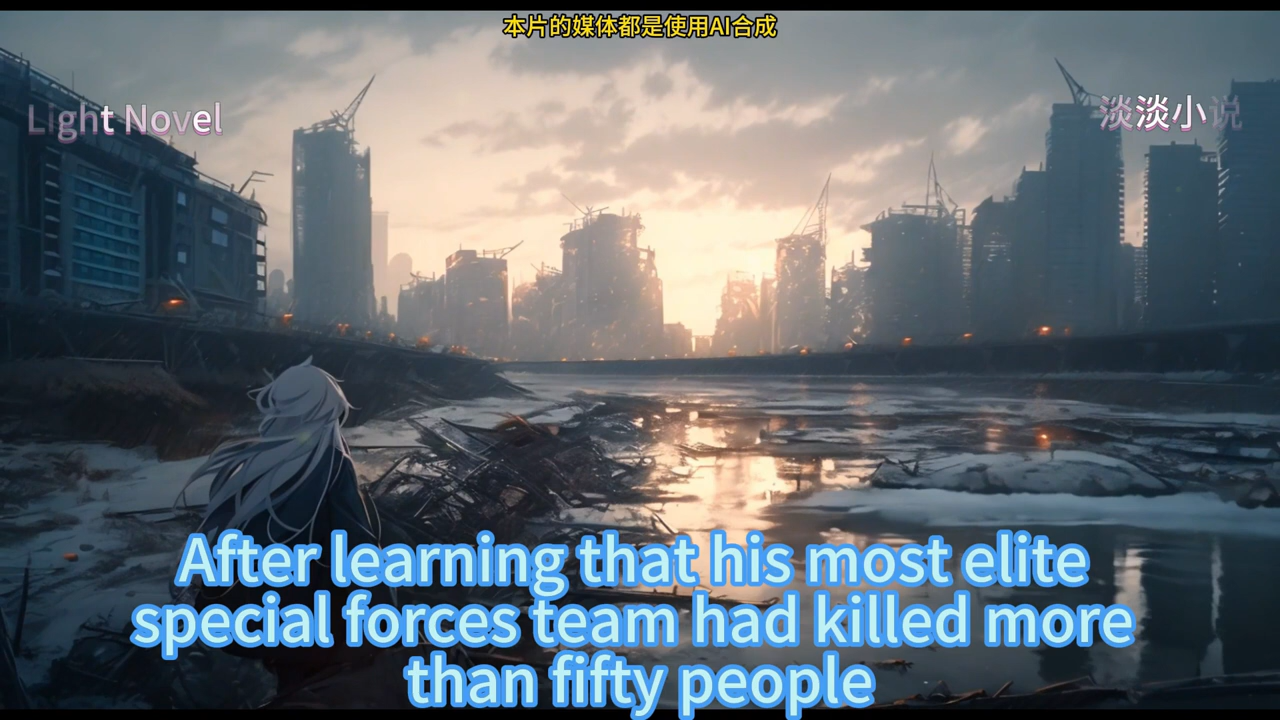 本片的媒体都是使用AI合成
Light Novel
淡淡小说
After learning that his most elite
special forces team had killed more
than fifty people